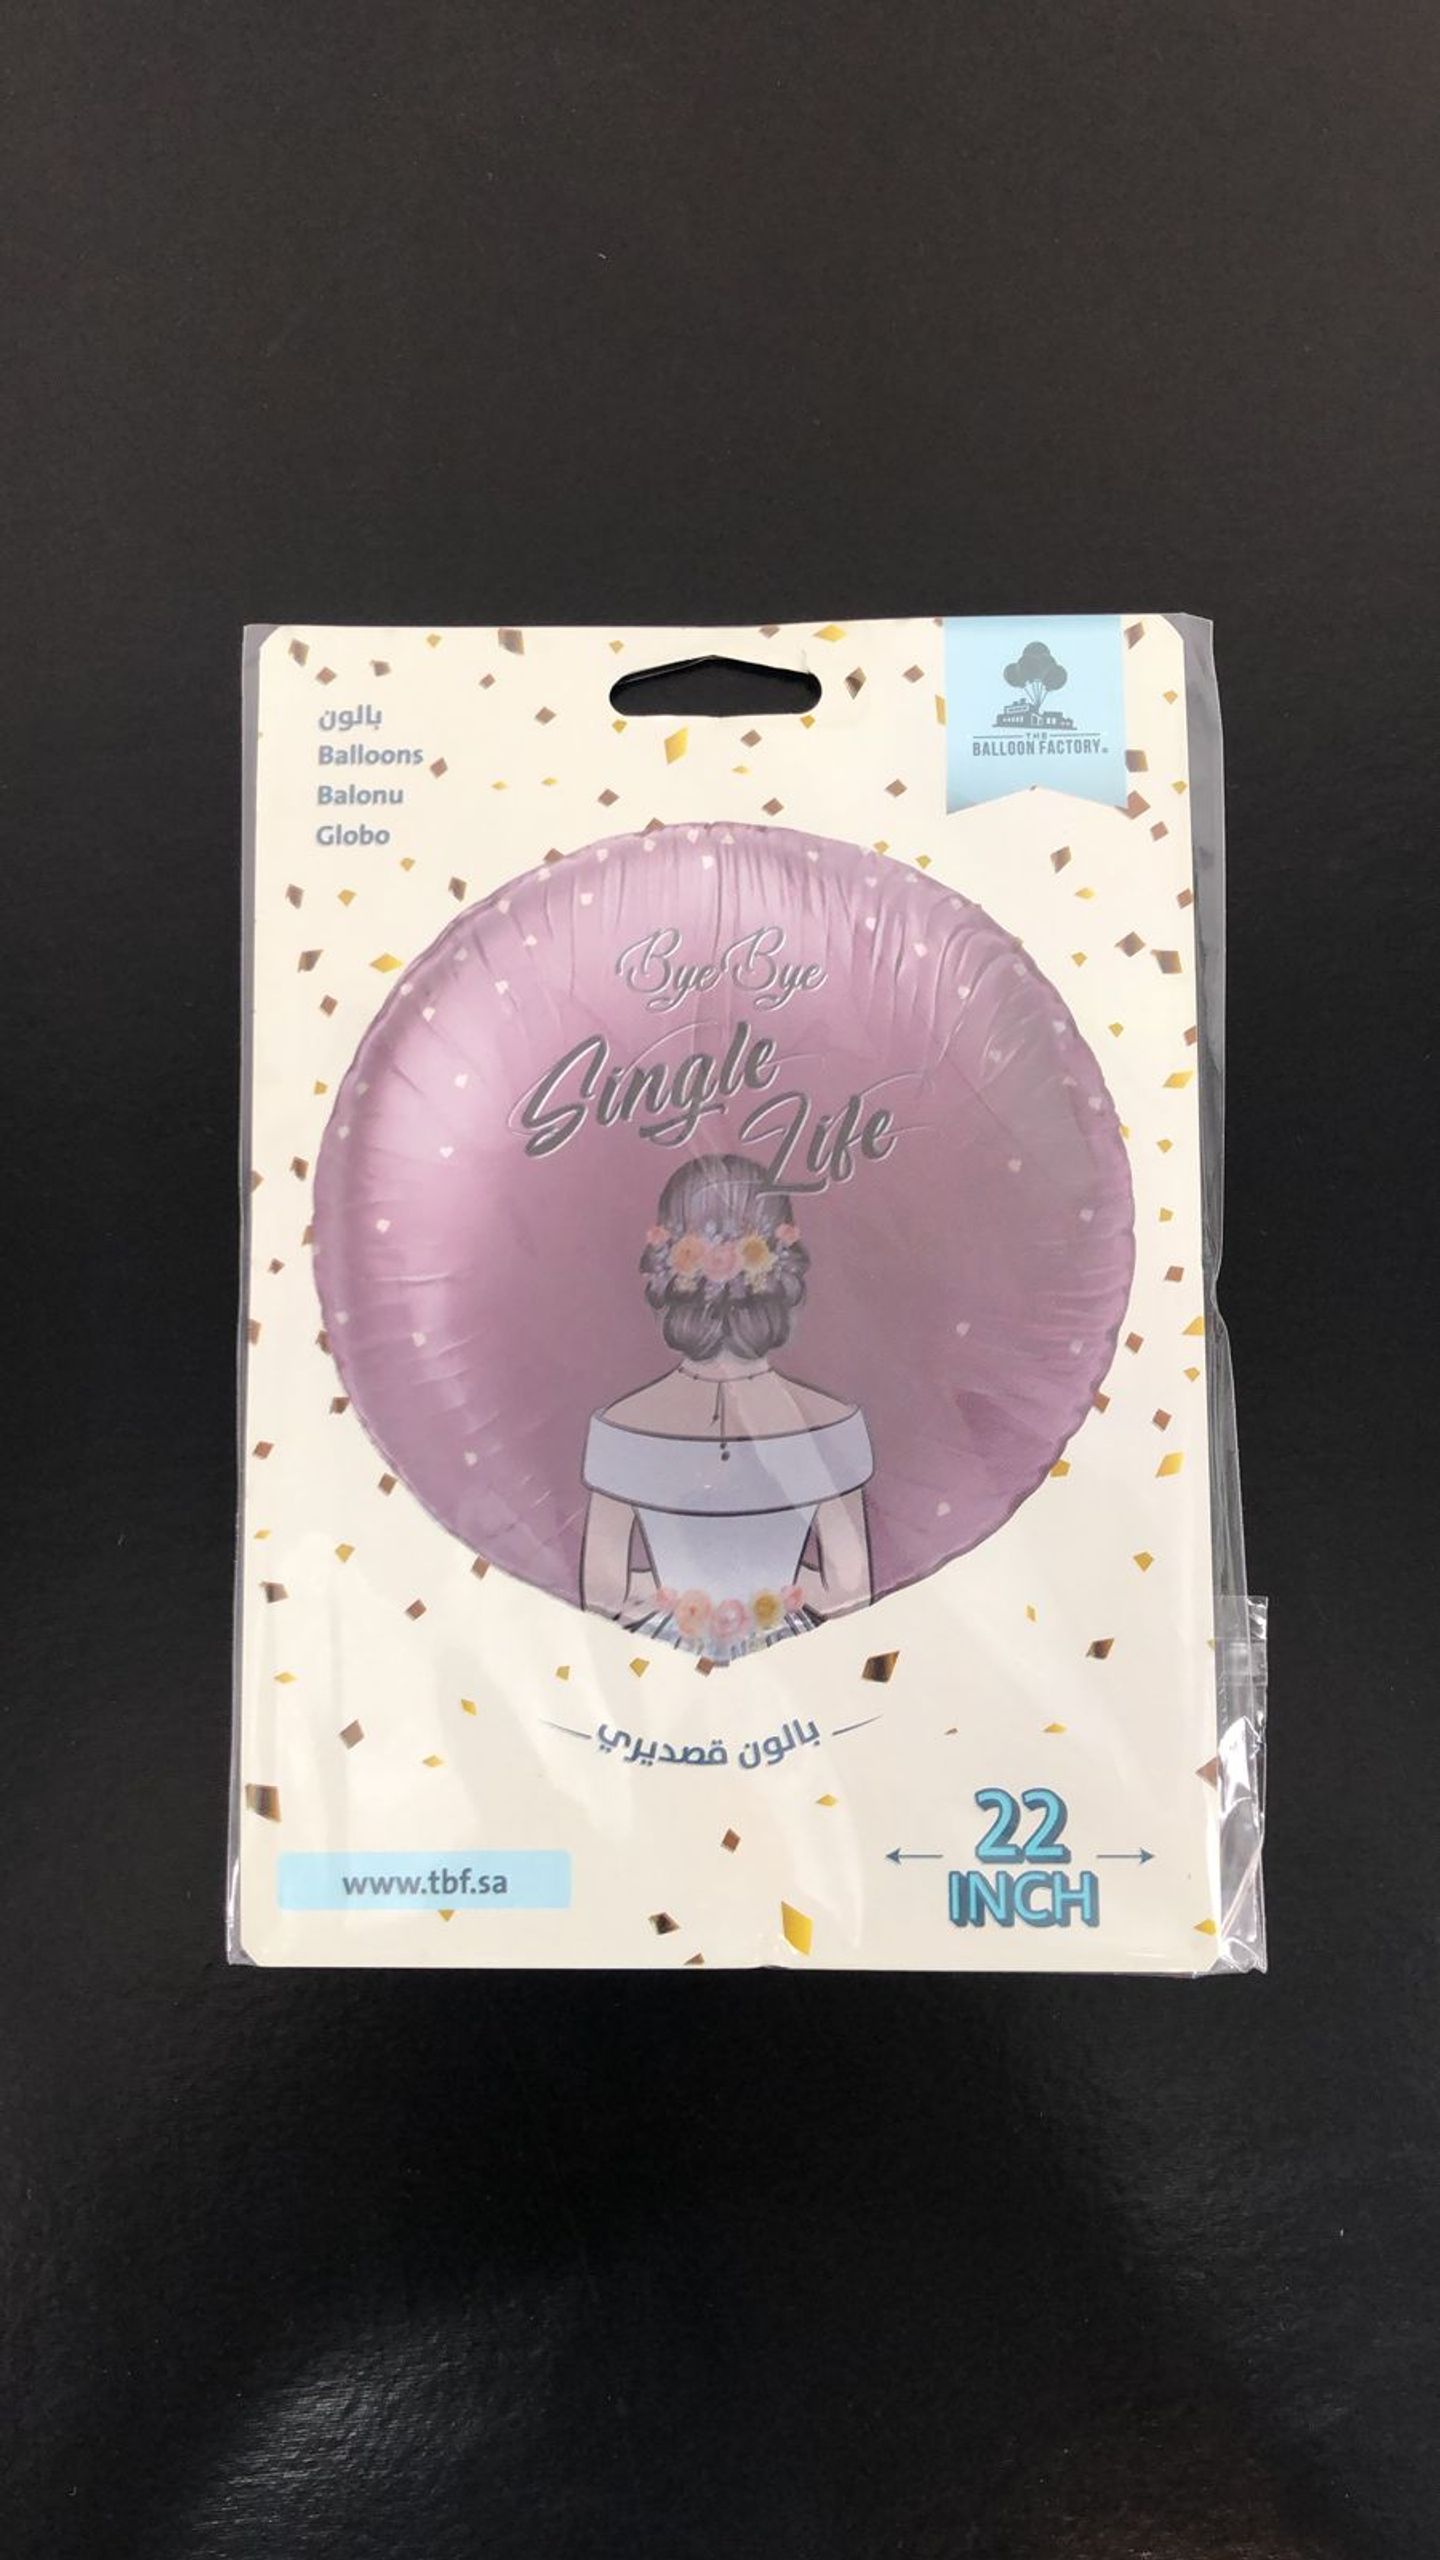 بالون
Balloons
Balonu
Globo
THE
BALLOON FACTORY
Bye Bye
Single
Life
بالون قصديري
22
INCH
www.tbf.sa